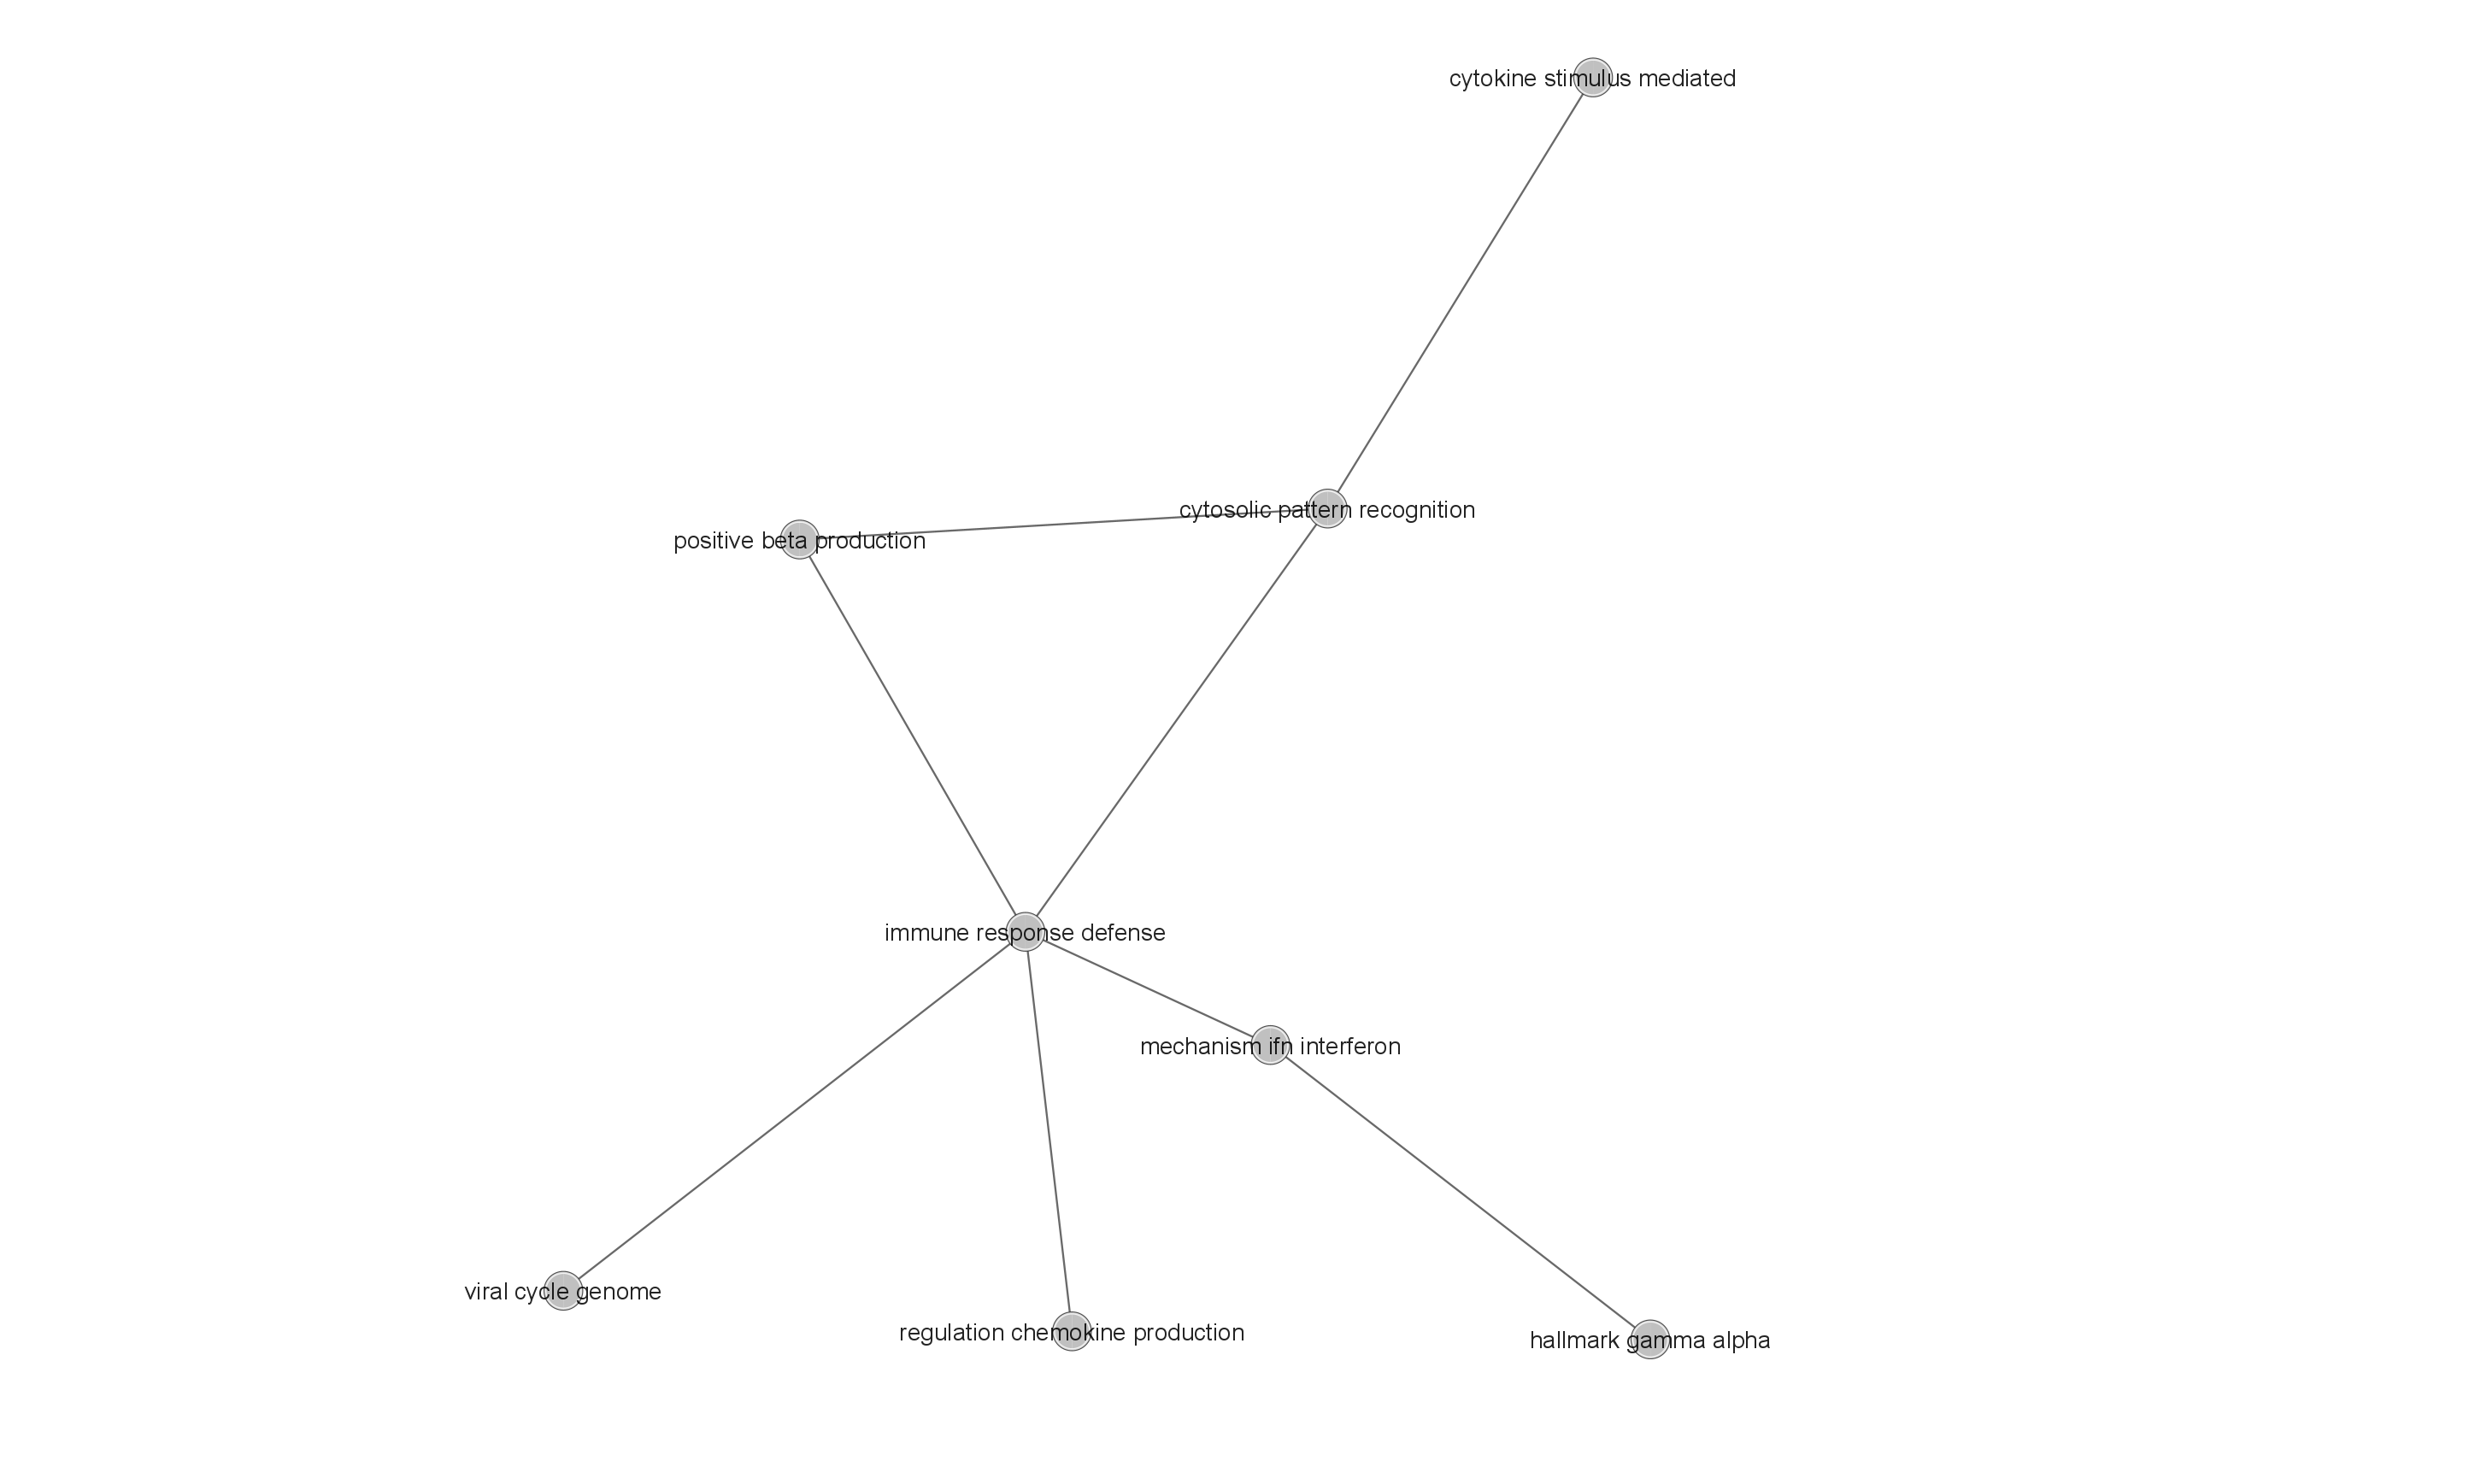 cytokine stimulus mediated
cytosolic pattern recognition
positive beta production
immune response defense
mechanism ifn interferon
viral cycle genome
regulation chemokine production
hallmark gamma alpha